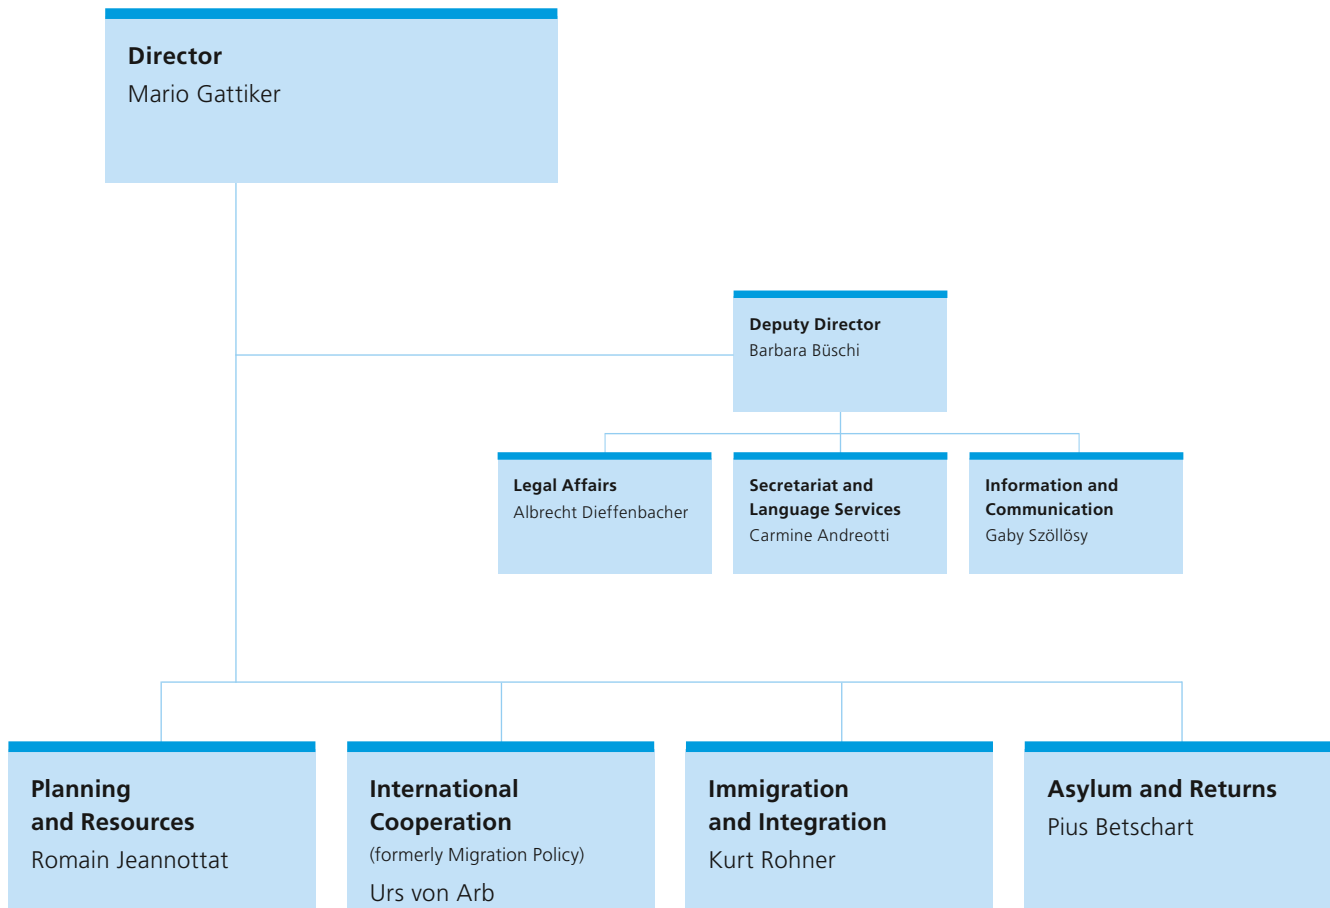 Director
Mario Gattiker
Deputy Director
Barbara Büschi
Legal Affairs
Albrecht Dieffenbacher
Secretariat and
Language Services
Carmine Andreotti
Information and
Communication
Gaby Szöllösy
Planning
and Resources
Romain Jeannottat
International
Cooperation
(formerly Migration Policy)
Urs von Arb
Immigration
and Integration
Kurt Rohner
Asylum and Returns
Pius Betschart